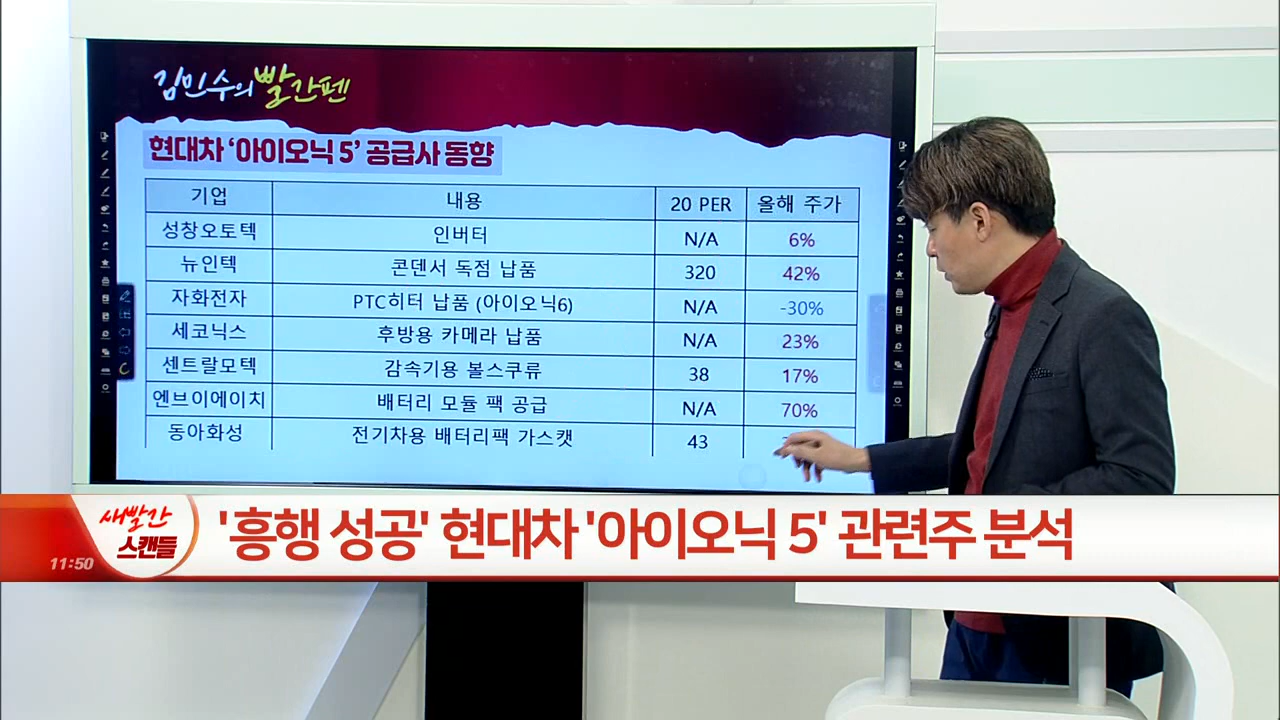 김민수의 빨간펜
현대차 '아이오닉 5' 공급사 동향
기업 내용 20 PER 올해 주가
성창오토텍 인버터 N/A 6%
뉴인텍 콘덴서 독점 납품 320 42%
자화전자 PTC히터 납품 (아이오닉6) N/A -30%
세코닉스 후방용 카메라 납품 N/A 23%
센트랄모텍 감속기용 볼스쿠류 38 17%
엔브이에이치 배터리 모듈 팩 공급 N/A 70%
동아화성 전기차용 배터리팩 가스캣 43
새빨간
스캔들
11:50
'흥행 성공' 현대차 '아이오닉 5' 관련주 분석